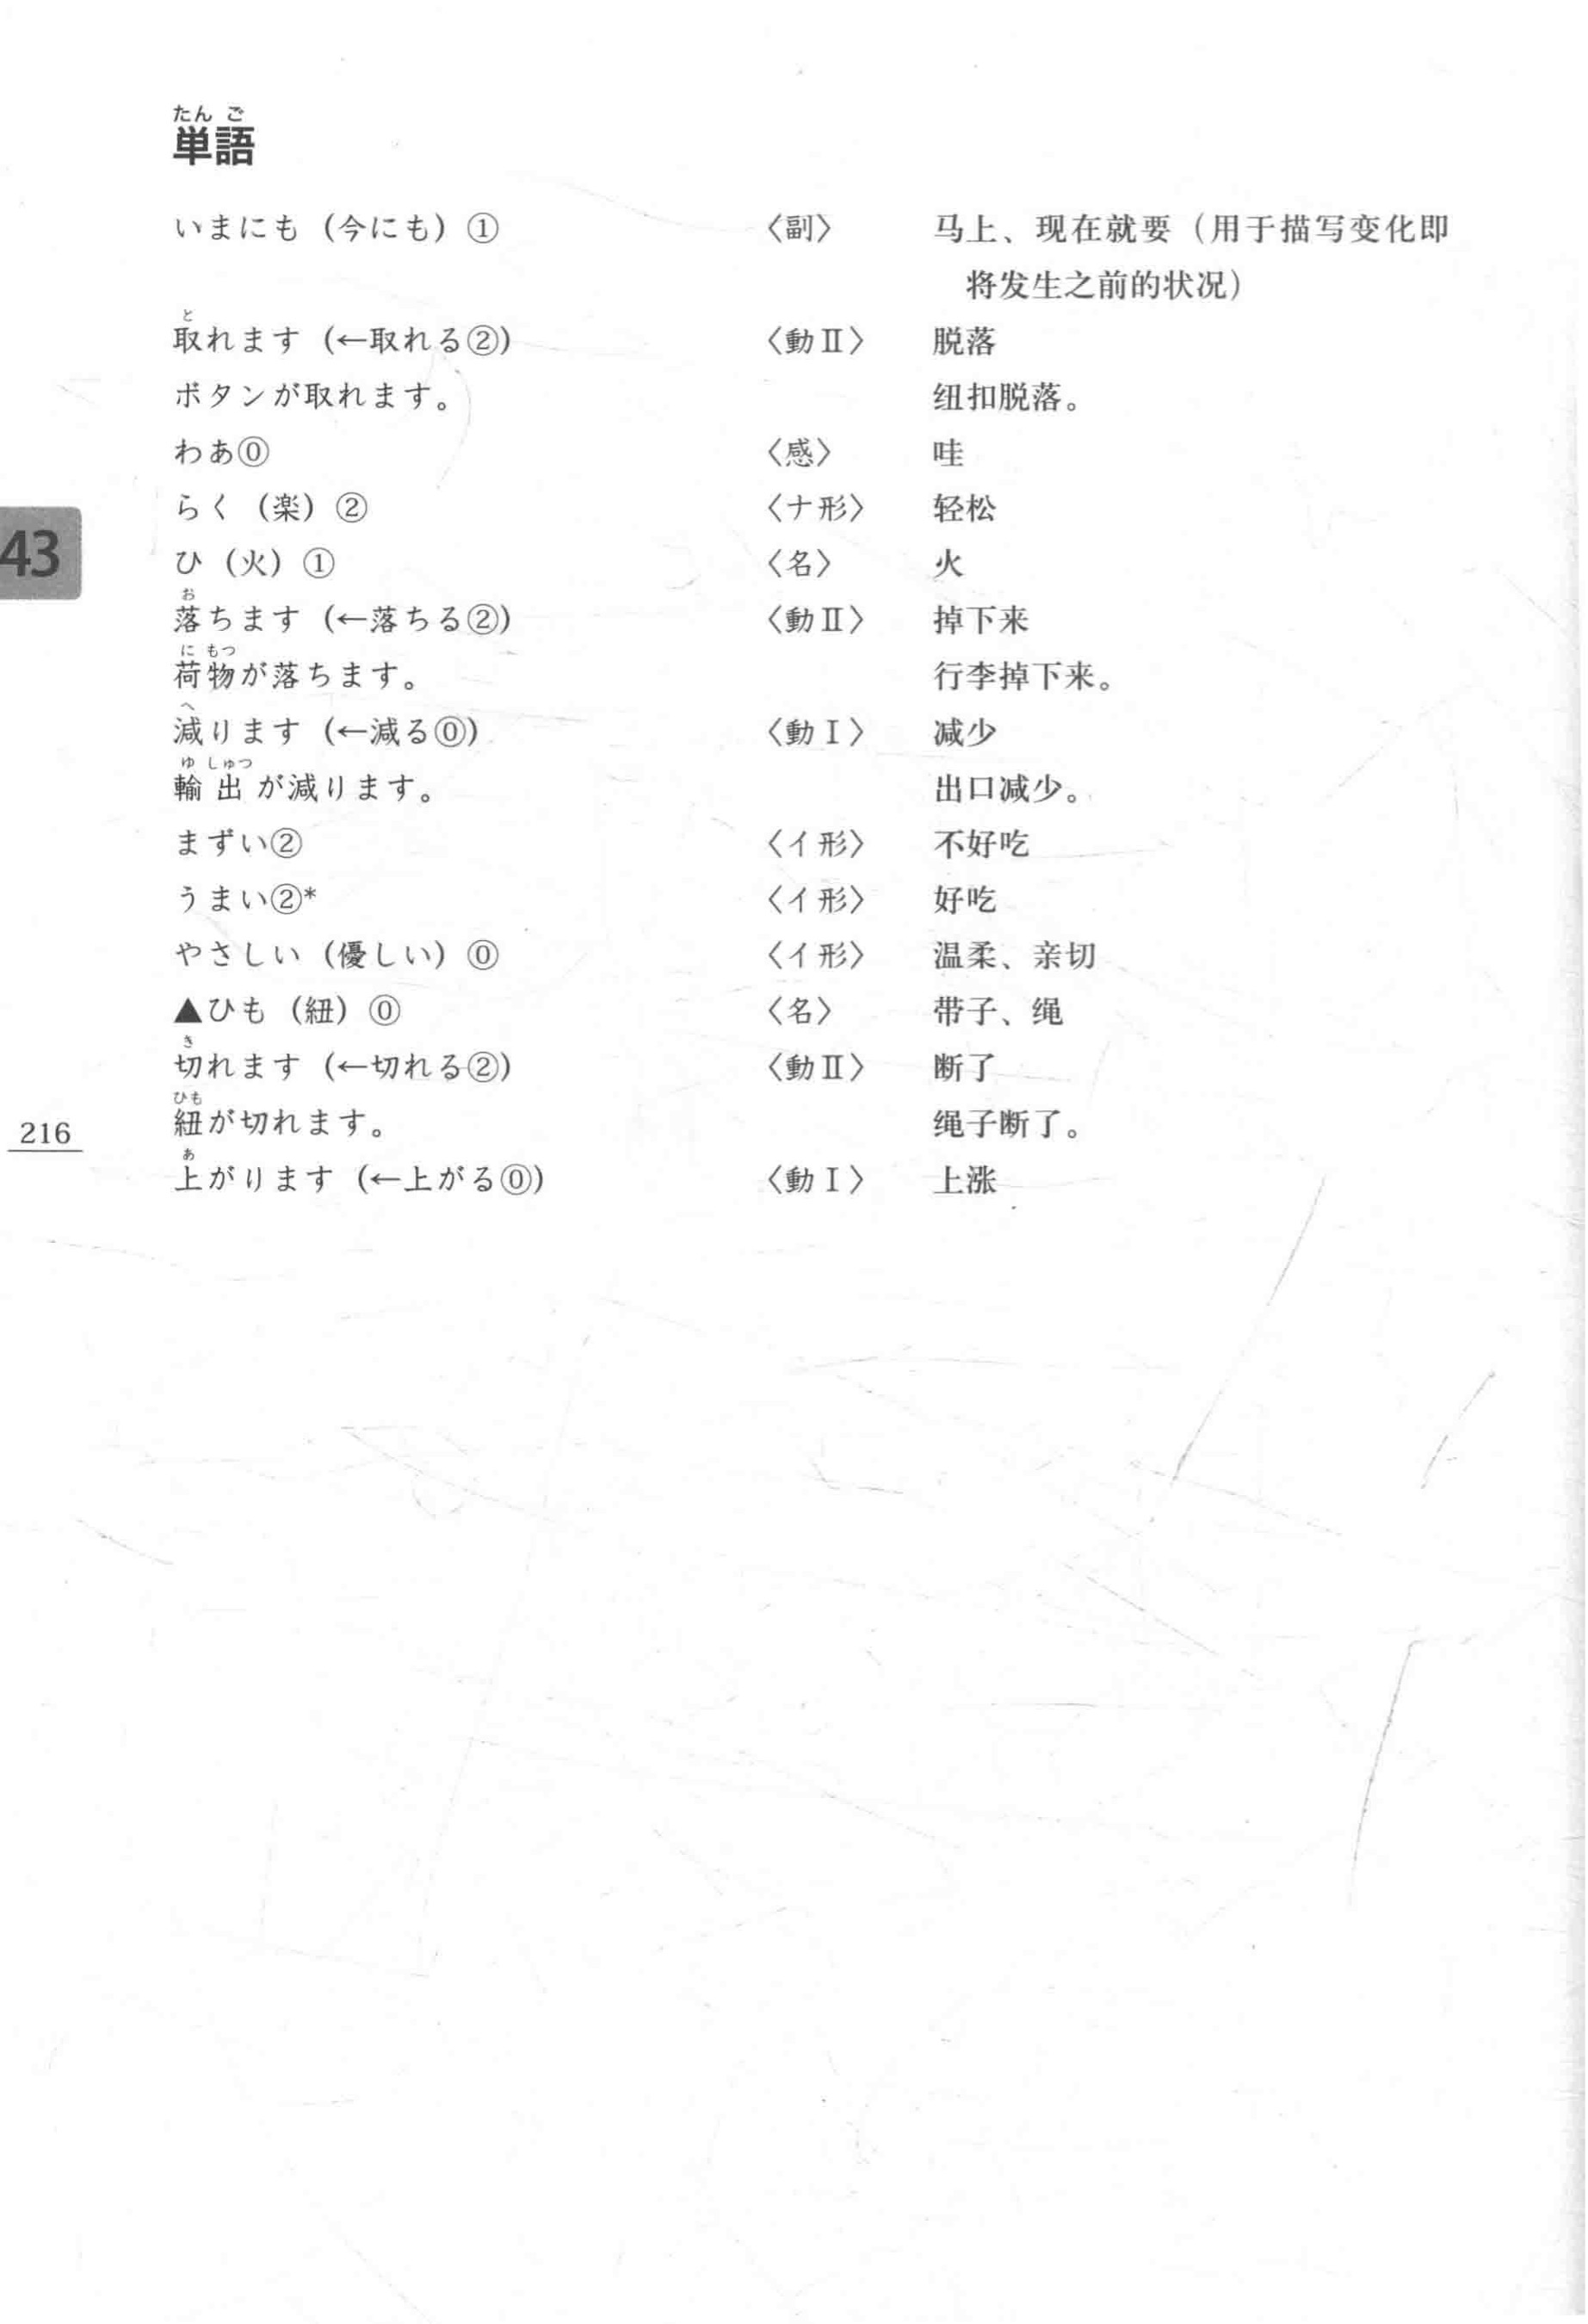 たん ご
単語
いまにも（今にも）① 〈副〉 马上、现在就要（用于描写变化即
将发生之前的状况）
と
取れます（←取れる②） 〈動Ⅱ〉 脱落
ボタンが取れます。 纽扣脱落。
わあ⓪ 〈感〉 哇
らく（楽）② 〈ナ形〉 轻松
43
ひ（火）① 〈名〉 火
お
落ちます（←落ちる②） 〈動Ⅱ〉 掉下来
に もつ
荷物が落ちます。 行李掉下来。
へ
減ります（←減る⓪） 〈動Ⅰ〉 减少
ゆ しゅつ
輸出が減ります。 出口减少。
まずい② 〈イ形〉 不好吃
うまい②* 〈イ形〉 好吃
やさしい（優しい）⓪ 〈イ形〉 温柔、亲切
▲ひも（紐）⓪ 〈名〉 带子、绳
き
切れます（←切れる②） 〈動Ⅱ〉 断了
ひも
紐が切れます。 绳子断了。
216
あ
上がります（←上がる⓪） 〈動Ⅰ〉 上涨